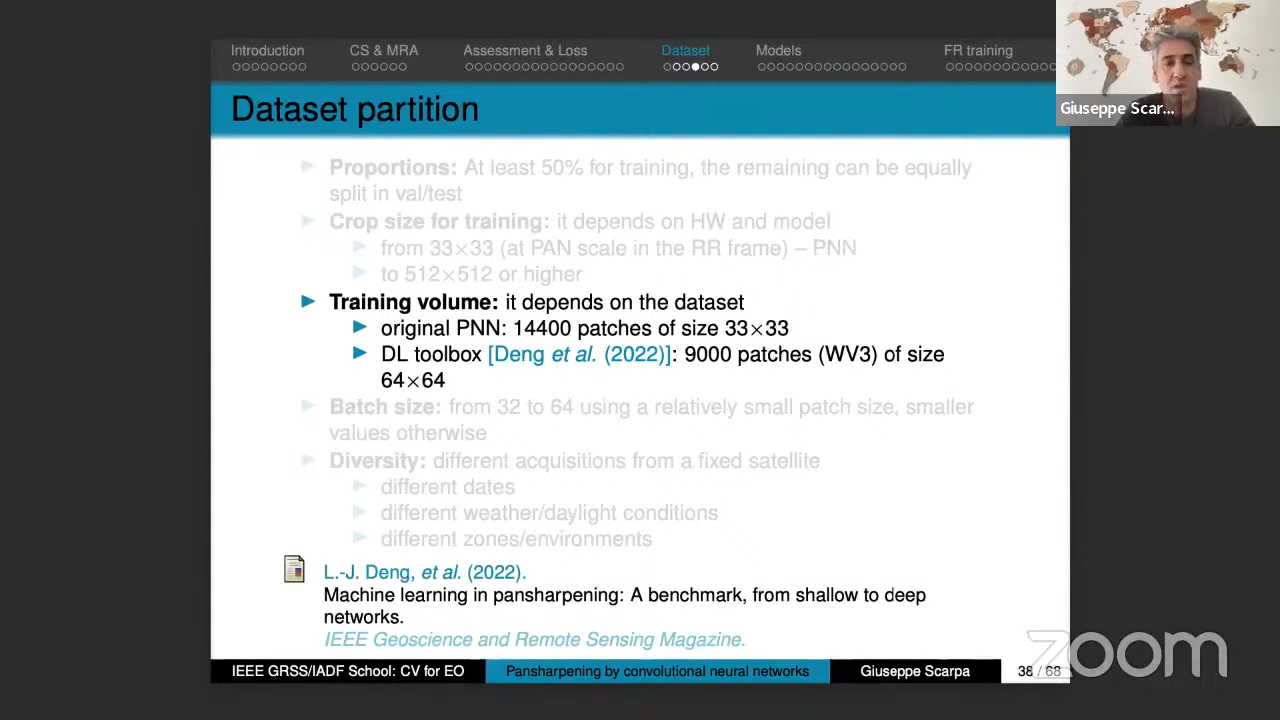 Introduction
CS & MRA
Assessment & Loss
Dataset
Models
FR training
Giuseppe Scar...
Dataset partition
Proportions: At least 50% for training, the remaining can be equally
split in val/test
Crop size for training: it depends on HW and model
from 33×33 (at PAN scale in the RR frame) – PNN
to 512×512 or higher
Training volume: it depends on the dataset
original PNN: 14400 patches of size 33×33
DL toolbox [Deng et al. (2022)]: 9000 patches (WV3) of size
64×64
Batch size: from 32 to 64 using a relatively small patch size, smaller
values otherwise
Diversity: different acquisitions from a fixed satellite
different dates
different weather/daylight conditions
different zones/environments
L.-J. Deng, et al. (2022).
Machine learning in pansharpening: A benchmark, from shallow to deep
networks.
IEEE Geoscience and Remote Sensing Magazine.
IEEE GRSS/IADF School: CV for EO
Pansharpening by convolutional neural networks
Giuseppe Scarpa
38 / 68
zoom